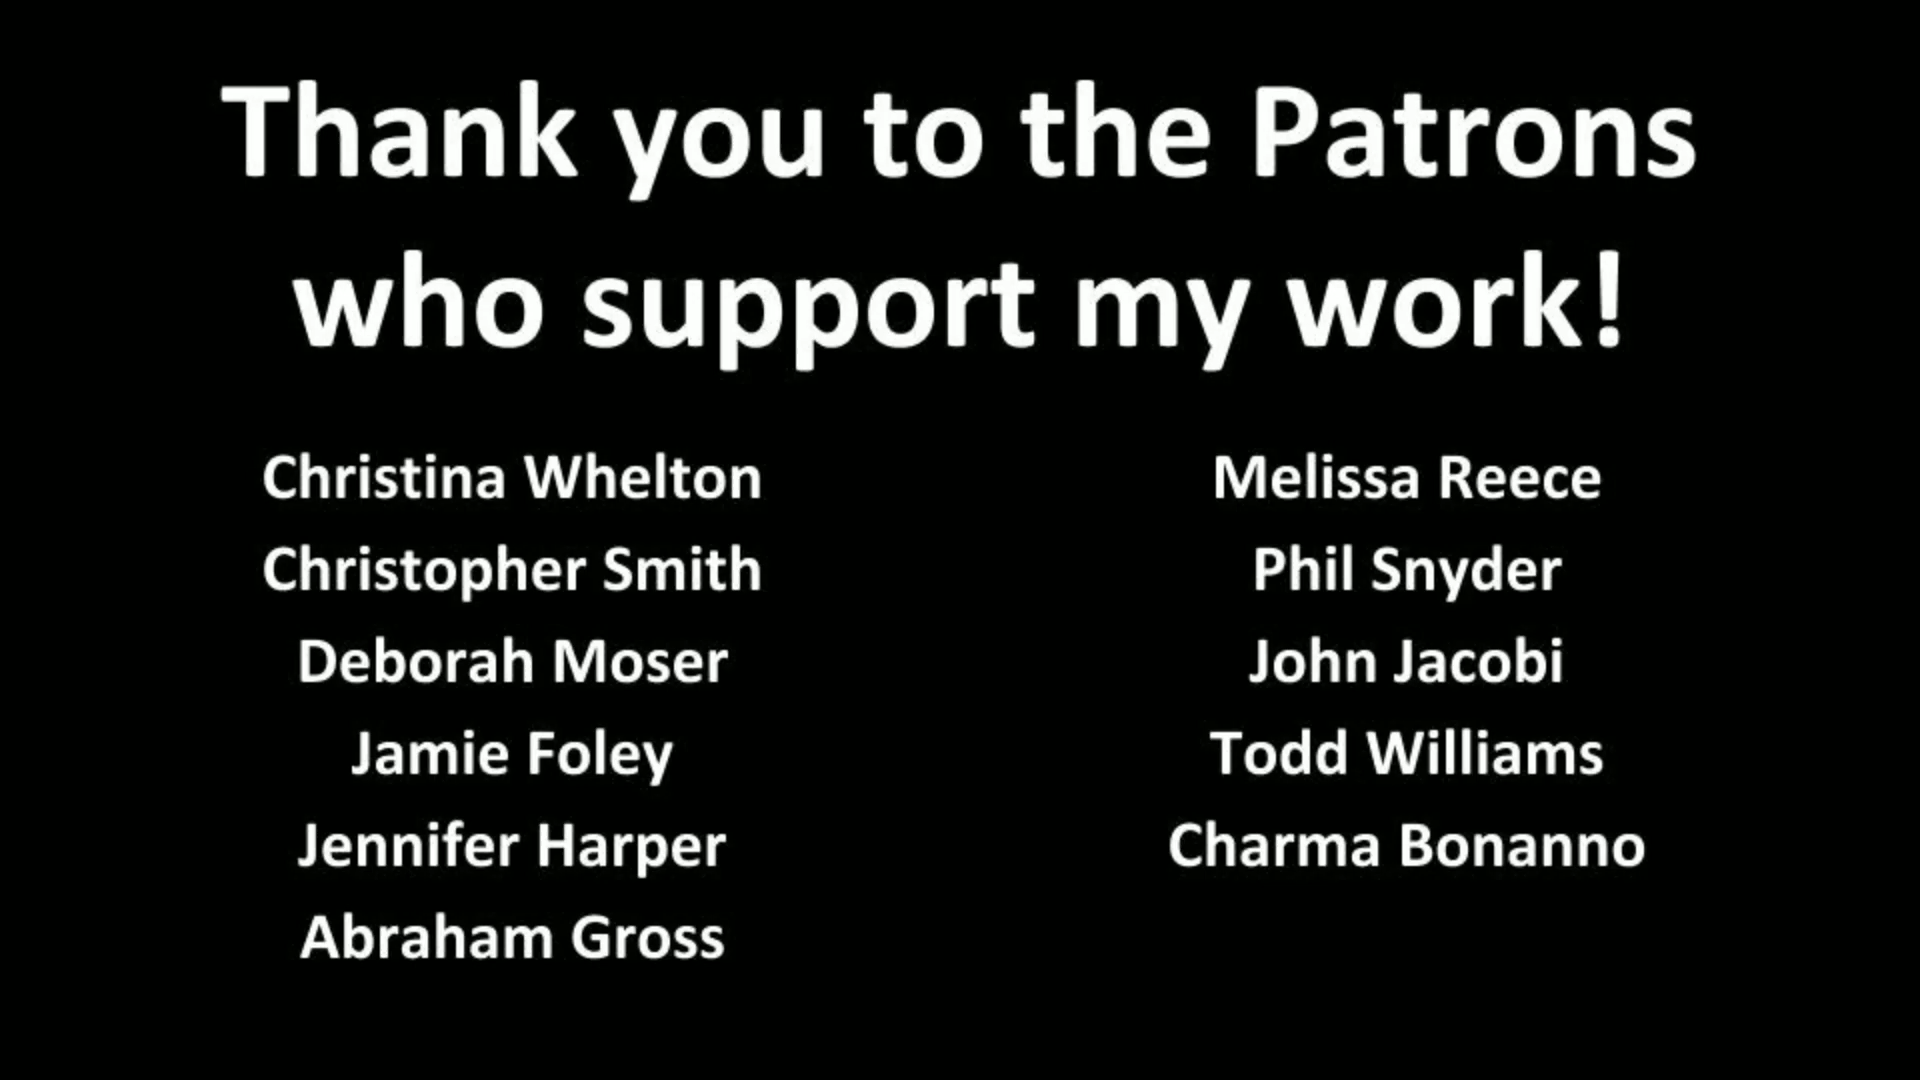 Thank you to the Patrons
who support my work!
Christina Whelton
Christopher Smith
Deborah Moser
Jamie Foley
Jennifer Harper
Abraham Gross
Melissa Reece
Phil Snyder
John Jacobi
Todd Williams
Charma Bonanno